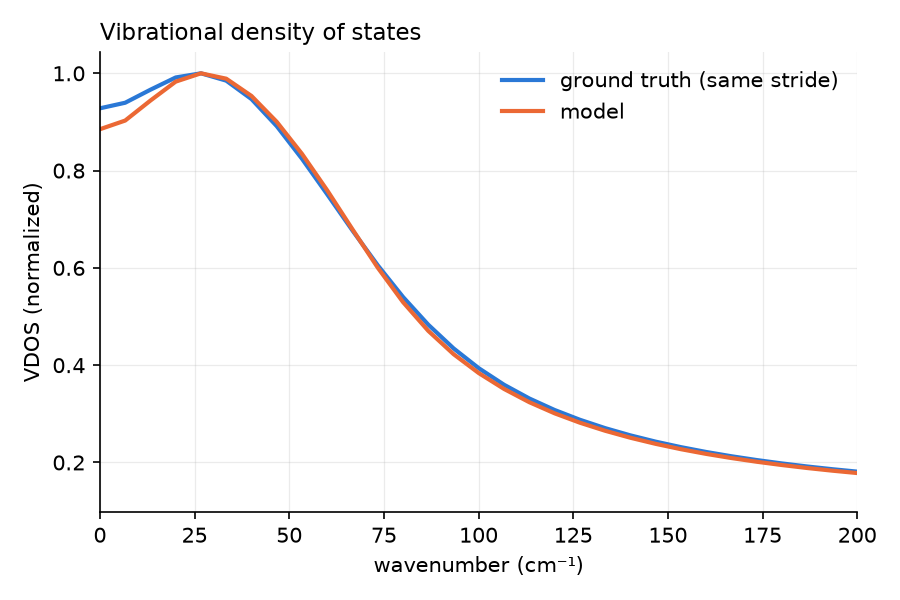 Vibrational density of states
ground truth (same stride)
model
VDOS (normalized)
1.0
0.8
0.6
0.4
0.2
0 25 50 75 100 125 150 175 200
wavenumber (cm⁻¹)